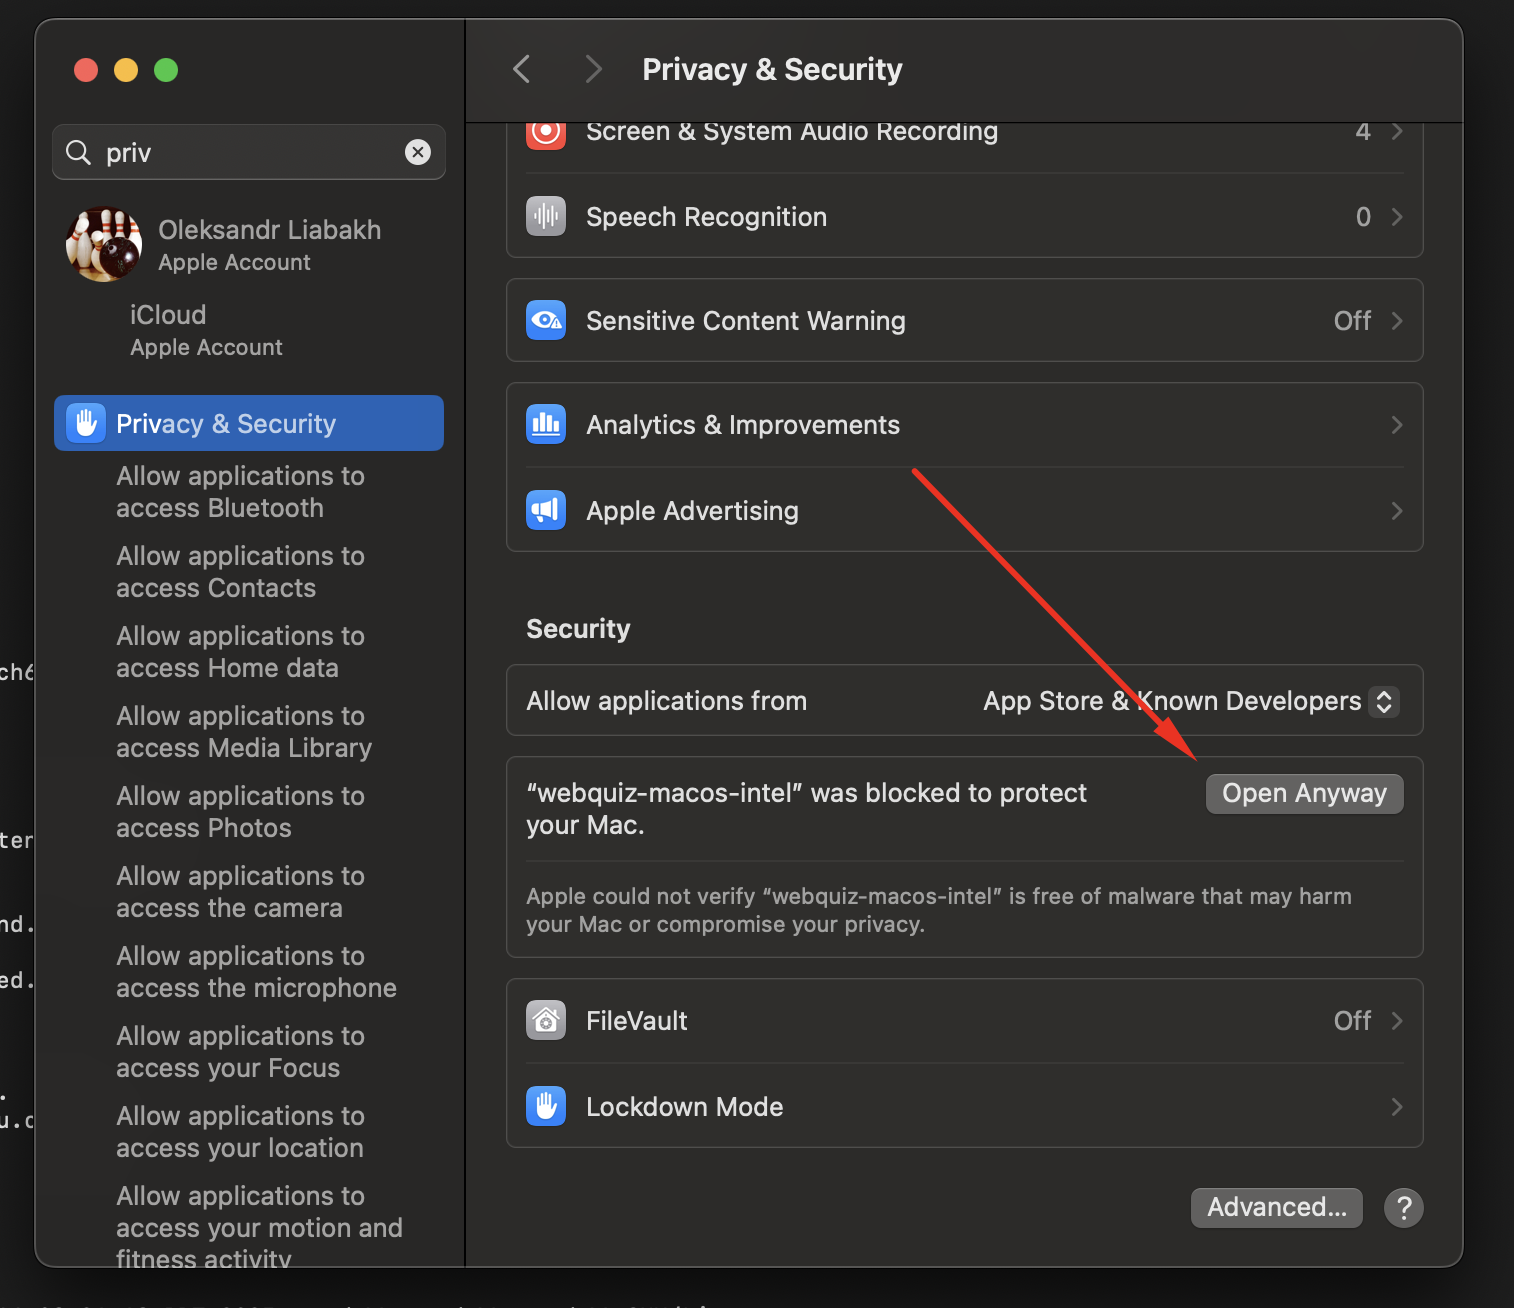 Privacy & Security
priv
Oleksandr Liabakh
Apple Account
iCloud
Apple Account
Privacy & Security
Allow applications to
access Bluetooth
Allow applications to
access Contacts
Allow applications to
access Home data
Allow applications to
access Media Library
Allow applications to
access Photos
Allow applications to
access the camera
Allow applications to
access the microphone
Allow applications to
access your Focus
Allow applications to
access your location
Allow applications to
access your motion and
fitness activity
Screen & System Audio Recording 4
Speech Recognition 0
Sensitive Content Warning Off
Analytics & Improvements
Apple Advertising
Security
Allow applications from App Store & Known Developers
“webquiz-macos-intel” was blocked to protect
your Mac.
Open Anyway
Apple could not verify “webquiz-macos-intel” is free of malware that may harm
your Mac or compromise your privacy.
FileVault Off
Lockdown Mode
Advanced...
?